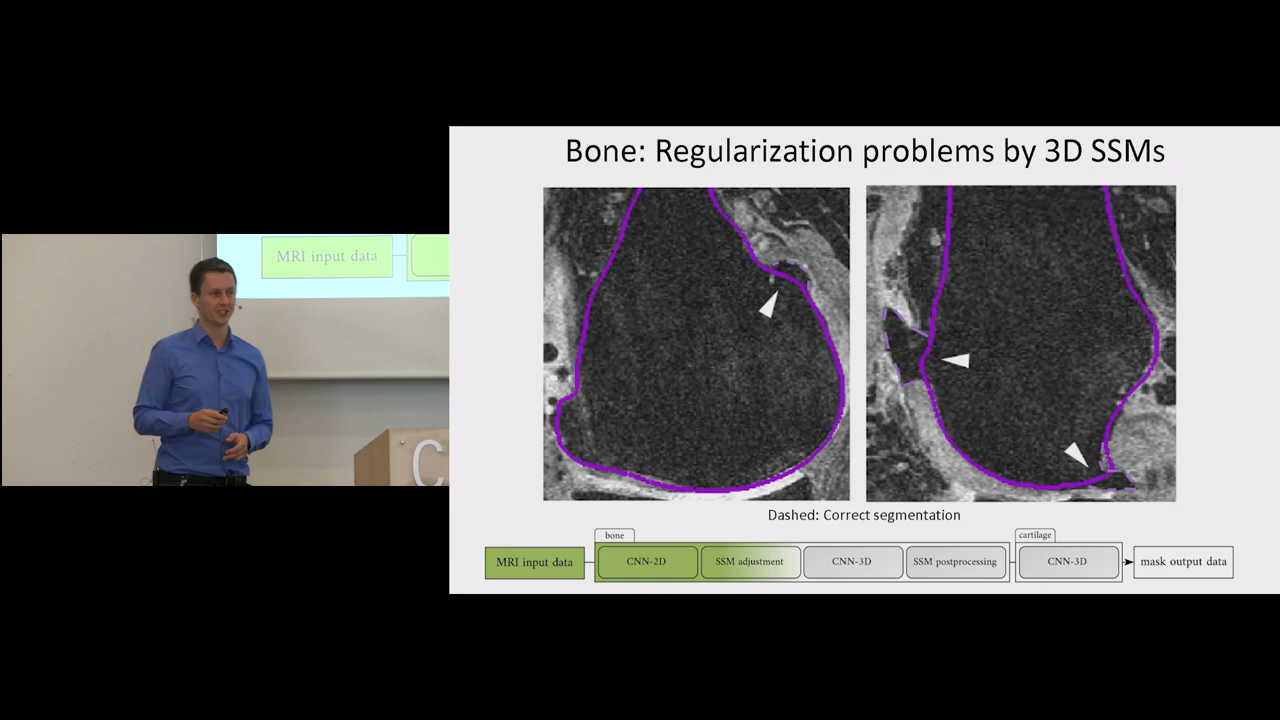 MRI input data
C
Bone: Regularization problems by 3D SSMs
Dashed: Correct segmentation
bone
cartilage
MRI input data
CNN-2D
SSM adjustment
CNN-3D
SSM postprocessing
CNN-3D
mask output data